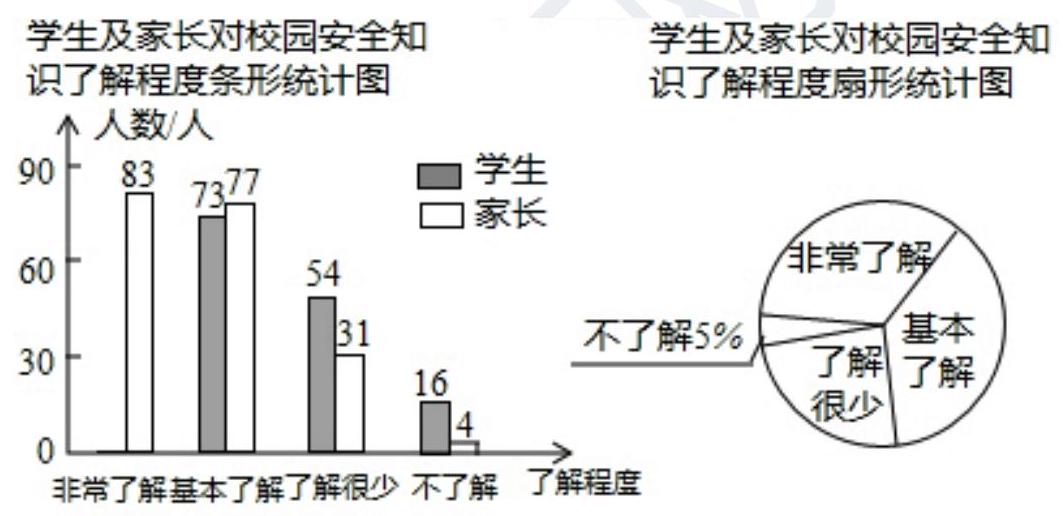 学生及家长对校园安全知
识了解程度条形统计图
人数/人
90
60
30
0
83
73
77
54
31
16
4
学生
家长
非常了解
基本了解
了解很少
不了解
了解程度
学生及家长对校园安全知
识了解程度扇形统计图
非常了解
基本
了解
了解
很少
不了解5%